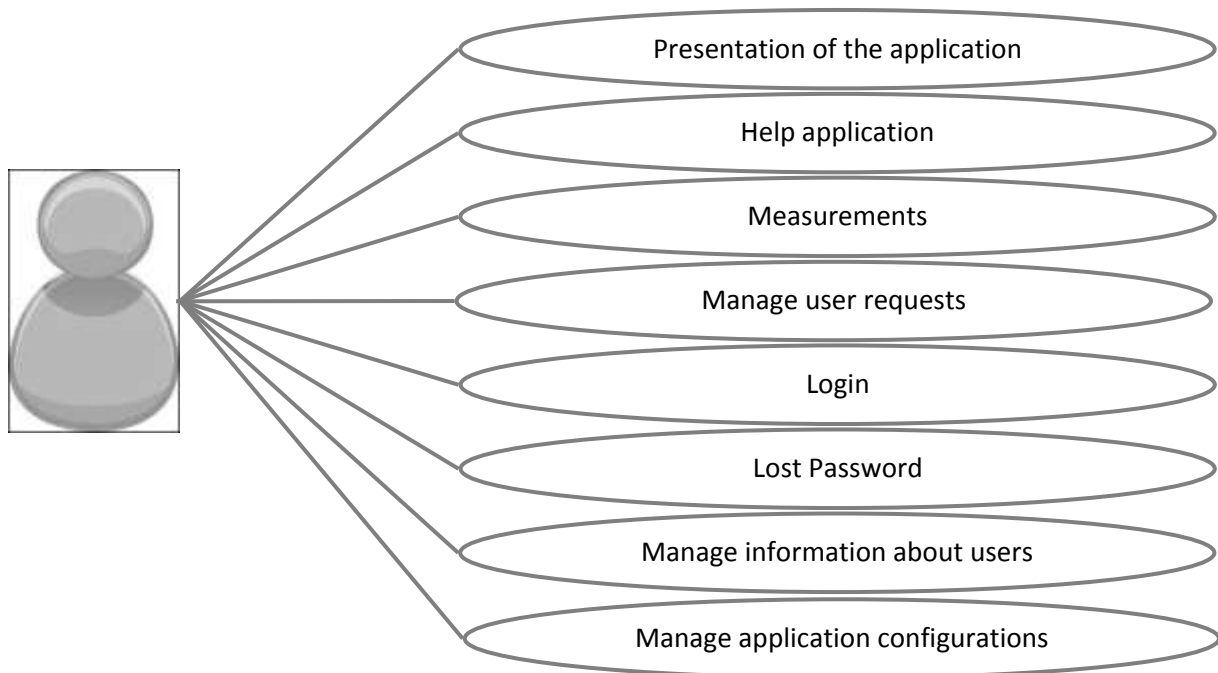 Presentation of the application
Help application
Measurements
Manage user requests
Login
Lost Password
Manage information about users
Manage application configurations